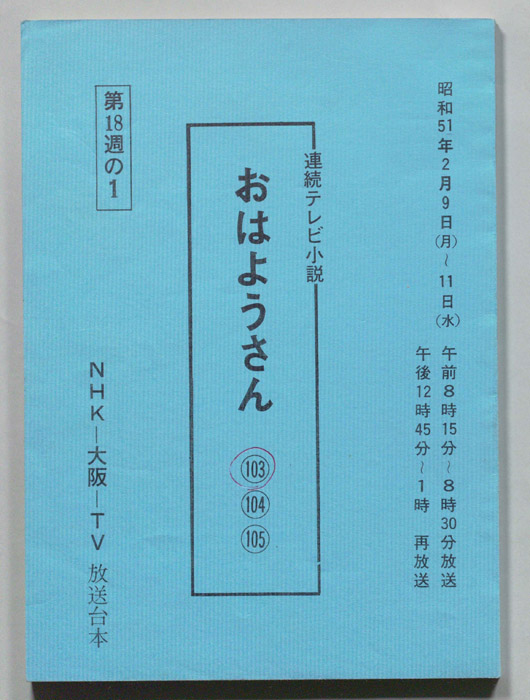 昭和51年2月9日(月)~11日(水)
午前8時15分~8時30分放送
午後12時45分~1時 再放送
連続テレビ小説
おはようさん
103
104
105
第18週の1
NHK-大阪-TV 放送台本